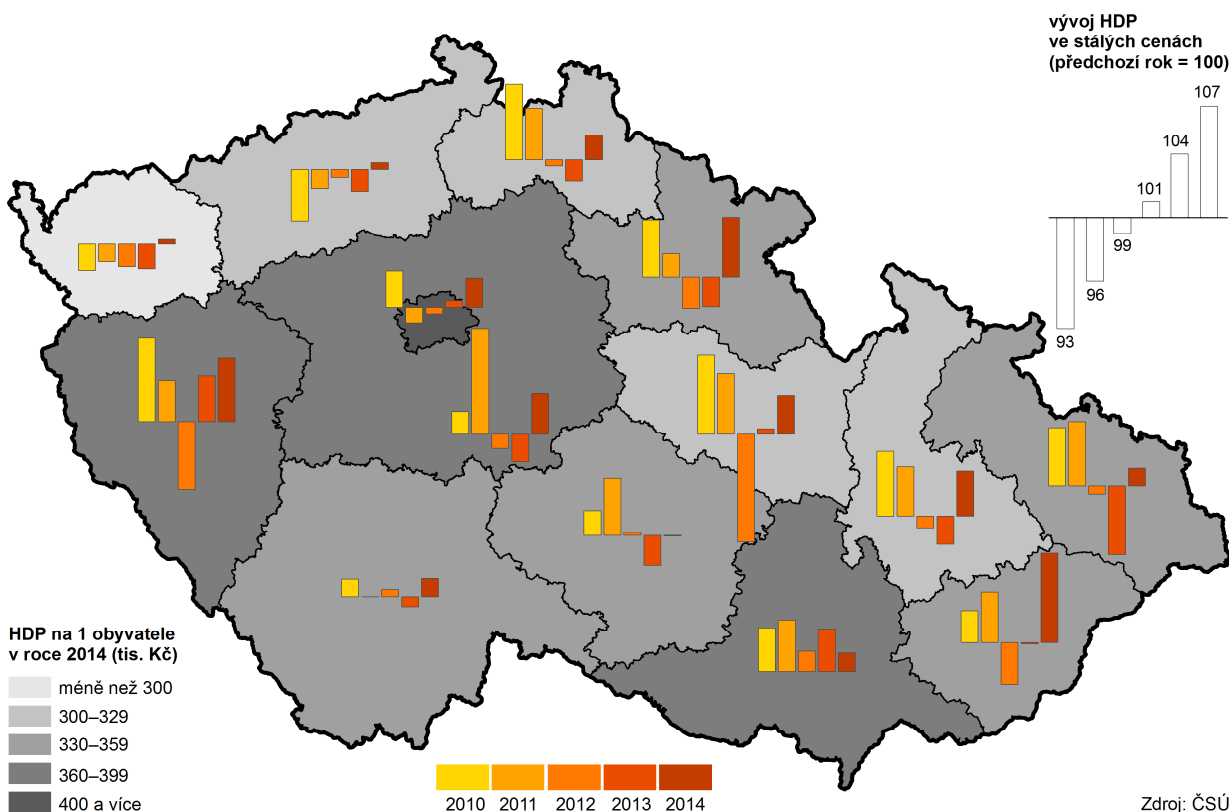 vývoj HDP
ve stálých cenách
(předchozí rok = 100)
107
104
101
99
96
93
HDP na 1 obyvatele
v roce 2014 (tis. Kč)
méně než 300
300–329
330–359
360–399
400 a více
2010 2011 2012 2013 2014
Zdroj: ČSÚ